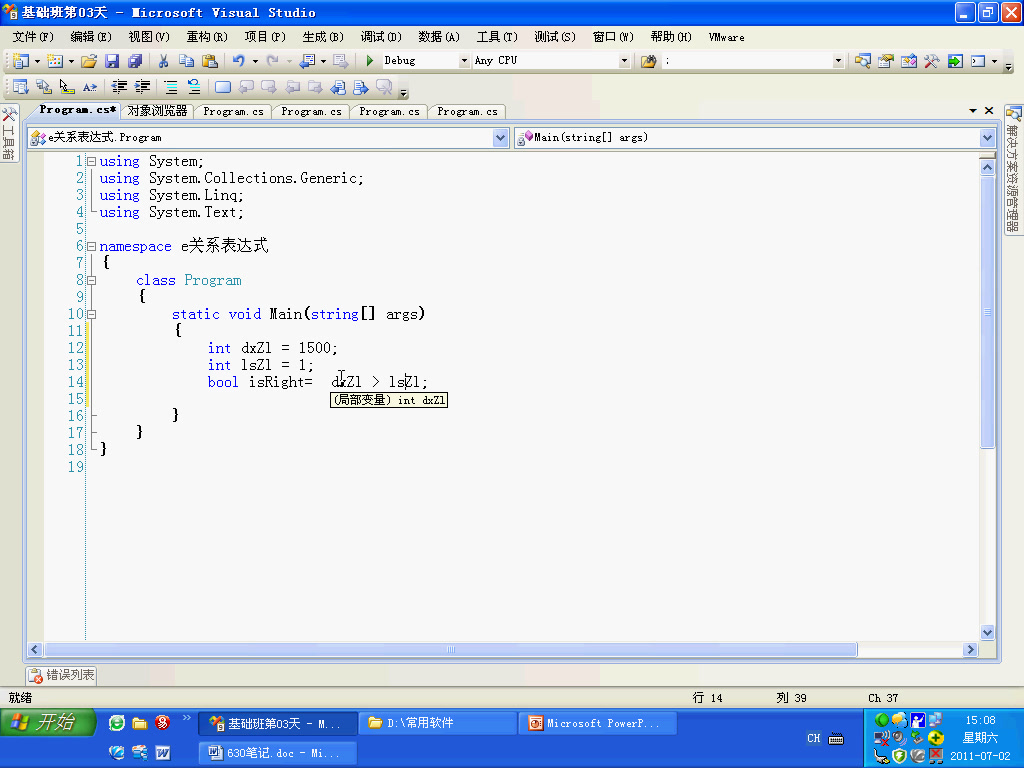 基础班第03天 - Microsoft Visual Studio
文件(F) 编辑(E) 视图(V) 重构(R) 项目(P) 生成(B) 调试(D) 数据(A) 工具(T) 测试(S) 窗口(W) 帮助(H) VMware
Debug Any CPU ;
Program.cs* 对象浏览器 Program.cs Program.cs Program.cs Program.cs
工具箱
解决方案资源管理器
e关系表达式.Program Main(string[] args)
1 using System;
2 using System.Collections.Generic;
3 using System.Linq;
4 using System.Text;
5
6 namespace e关系表达式
7 {
8 class Program
9 {
10 static void Main(string[] args)
11 {
12 int dxZl = 1500;
13 int lsZl = 1;
14 bool isRight= dxZl > lsZl;
(局部变量) int dxZl
15
16 }
17 }
18 }
19
错误列表
就绪 行 14 列 39 Ch 37
开始 基础班第03天 - M... D:\常用软件 Microsoft PowerP... 15:08
CH 星期六
630笔记.doc - Mi... 2011-07-02